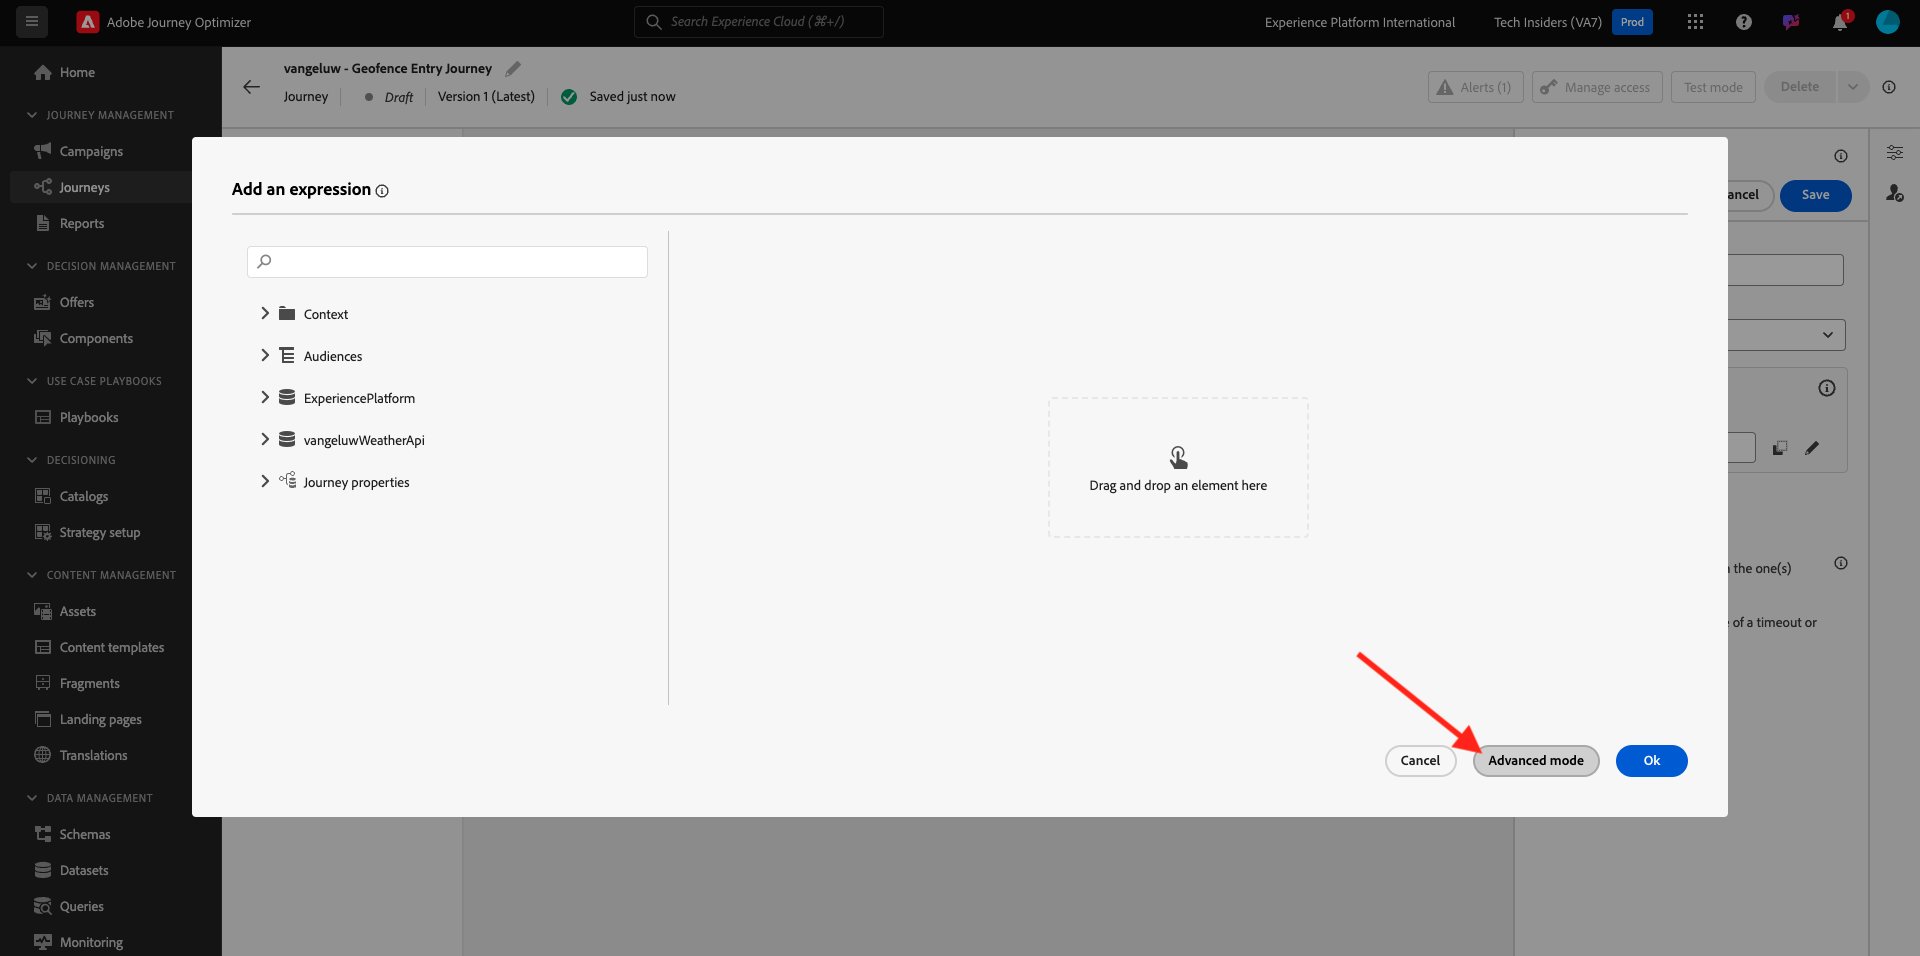 Adobe Journey Optimizer
Search Experience Cloud (⌘+/)
Experience Platform International
Tech Insiders (VA7)
Prod
1
Home
JOURNEY MANAGEMENT
Campaigns
Journeys
Reports
DECISION MANAGEMENT
Offers
Components
USE CASE PLAYBOOKS
Playbooks
DECISIONING
Catalogs
Strategy setup
CONTENT MANAGEMENT
Assets
Content templates
Fragments
Landing pages
Translations
DATA MANAGEMENT
Schemas
Datasets
Queries
Monitoring
vangeluw - Geofence Entry Journey
Journey
Draft
Version 1 (Latest)
Saved just now
Alerts (1)
Manage access
Test mode
Delete
ancel
Save
the one(s)
of a timeout or
Add an expression
Context
Audiences
ExperiencePlatform
vangeluwWeatherApi
Journey properties
Drag and drop an element here
Cancel
Advanced mode
Ok